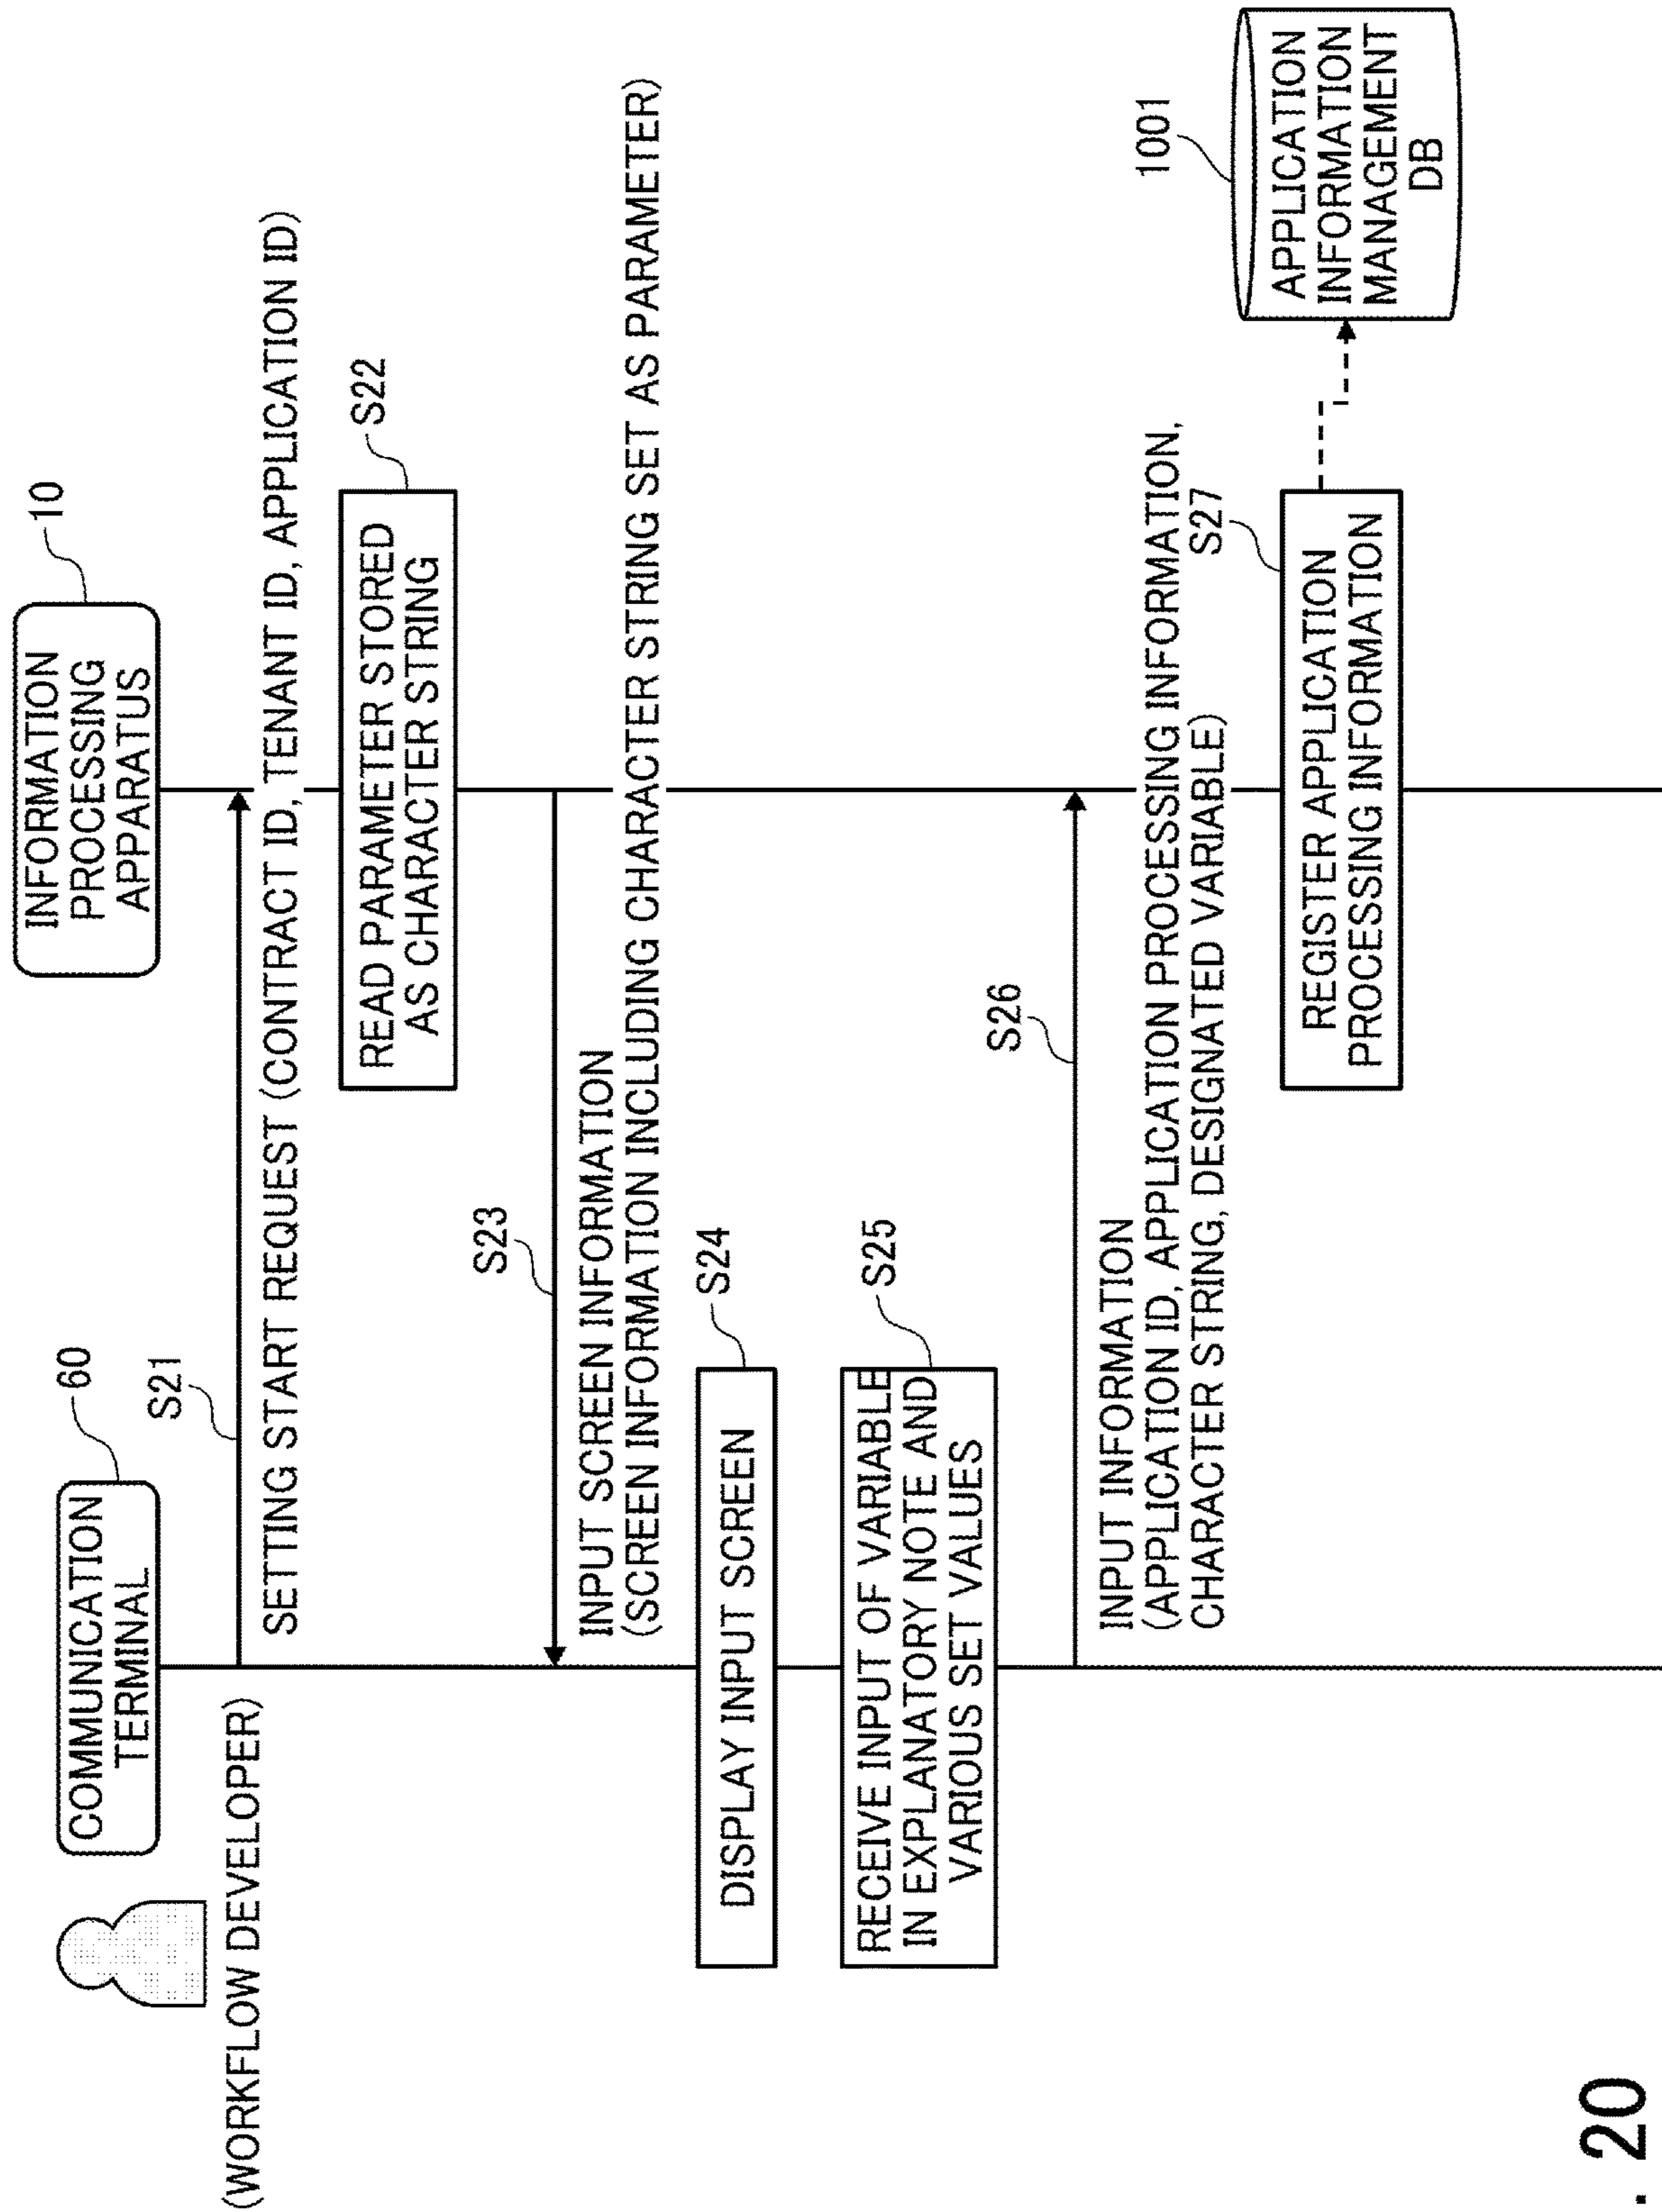 INFORMATION
PROCESSING
APPARATUS
10
COMMUNICATION
TERMINAL
60
(WORKFLOW DEVELOPER)
S21
SETTING START REQUEST (CONTRACT ID, TENANT ID, APPLICATION ID)
S22
READ PARAMETER STORED
AS CHARACTER STRING
S23
INPUT SCREEN INFORMATION
(SCREEN INFORMATION INCLUDING CHARACTER STRING SET AS PARAMETER)
S24
DISPLAY INPUT SCREEN
S25
RECEIVE INPUT OF VARIABLE
IN EXPLANATORY NOTE AND
VARIOUS SET VALUES
S26
INPUT INFORMATION
(APPLICATION ID, APPLICATION PROCESSING INFORMATION,
CHARACTER STRING, DESIGNATED VARIABLE)
S27
REGISTER APPLICATION
PROCESSING INFORMATION
1001
APPLICATION
INFORMATION
MANAGEMENT
DB
. 20